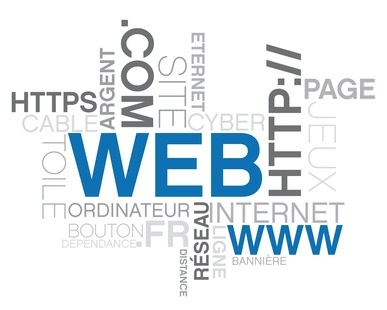 .COM
ETERNET
SITE
ARGENT
HTTP://
PAGE
HTTPS
CABLE
CYBER
JEUX
WEB
TOILE
ORDINATEUR
INTERNET
BOUTON
.FR
RÉSEAU
LIGNE
WWW
DEPENDANCE
DISTANCE
BANNIÈRE